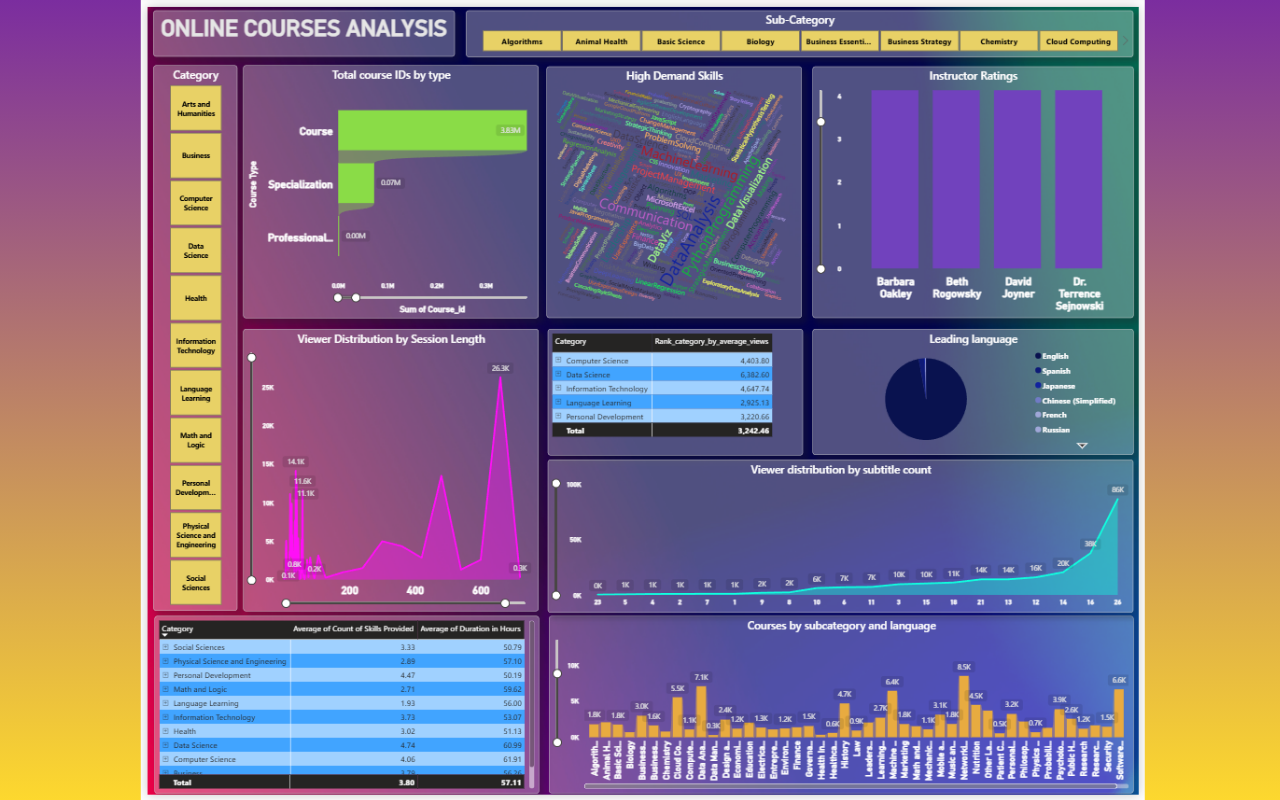 ONLINE COURSES ANALYSIS
Sub-Category
Algorithms
Animal Health
Basic Science
Biology
Business Essenti...
Business Strategy
Chemistry
Cloud Computing
Category
Arts and
Humanities
Business
Computer
Science
Data
Science
Health
Information
Technology
Language
Learning
Math and
Logic
Personal
Developm...
Physical
Science and
Engineering
Social
Sciences
Total course IDs by type
Course Type
Course
3.83M
Specialization
0.07M
Professional...
0.00M
0.0M 0.1M 0.2M 0.3M
Sum of Course_Id
High Demand Skills
Cryptography
JavaScript
ChangeManagement
StrategicThinking
CloudComputing
ProblemSolving
StatisticalHypothesisTesting
ComputerScience
Creativity
MachineLearning
CSS Innovation
Investment
ProjectManagement
MicrosoftExcel
Communication
DataAnalysis
PythonProgramming
DataVisualization
DataViz
BigData
BusinessStrategy
LinearRegression
ExploratoryDataAnalysis
DigitalMarketing
Spreadsheet
Instructor Ratings
4
3
2
1
0
Barbara
Oakley
Beth
Rogowsky
David
Joyner
Dr.
Terrence
Sejnowski
Viewer Distribution by Session Length
25K
20K
15K
10K
5K
0K
26.3K
14.1K
11.6K
11.1K
0.8K
0.1K
0.2K
0.3K
200 400 600
Category Rank_category_by_average_views
Computer Science 4,403.80
Data Science 6,382.60
Information Technology 4,647.74
Language Learning 2,925.13
Personal Development 3,220.66
Total 3,242.46
Leading language
English
Spanish
Japanese
Chinese (Simplified)
French
Russian
Viewer distribution by subtitle count
100K
50K
0K
0K 1K 1K 1K 1K 1K 2K 2K 6K 7K 7K 10K 10K 11K 14K 14K 16K 20K 38K 86K
23 5 4 2 7 1 9 8 10 6 11 3 15 18 21 13 12 14 16 26
Category Average of Count of Skills Provided Average of Duration in Hours
Social Sciences 3.33 50.79
Physical Science and Engineering 2.89 57.10
Personal Development 4.47 50.19
Math and Logic 2.71 59.62
Language Learning 1.93 56.00
Information Technology 3.73 53.07
Health 3.02 51.13
Data Science 4.74 60.99
Computer Science 4.06 61.91
Business 3.79 56.26
Total 3.80 57.11
Courses by subcategory and language
10K
5K
0K
1.8K 1.8K 3.0K 1.6K 5.5K 1.1K 7.1K 0.3K 2.4K 1.2K 1.3K 1.2K 1.5K 0.6K 4.7K 0.9K 2.7K 6.4K 1.8K 1.1K 3.1K 1.8K 8.5K 4.5K 0.5K 3.2K 0.7K 3.9K 2.6K 1.2K 1.5K 6.6K
Algorith...
Animal H...
Basic Sci...
Biology
Business...
Business...
Chemistry
Cloud Co...
Compute...
Data Ana...
Data Man...
Design a...
Economi...
Education
Electrica...
Entrepre...
Environ...
Finance
Governa...
Health In...
Healthca...
History
Law
Leaders...
Learning...
Machine ...
Marketing
Math and...
Mechanic...
Mobile a...
Music an...
Networki...
Nutrition
Other La...
Patient C...
Personal...
Philosop...
Physics ...
Probabili...
Psycholo...
Public H...
Research
Researc...
Security
Software...